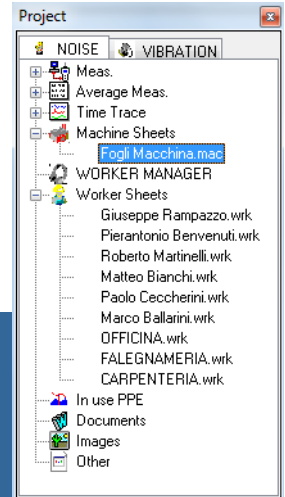 Project
NOISE VIBRATION
Meas.
Average Meas.
Time Trace
Machine Sheets
Fogli Macchina.mac
WORKER MANAGER
Worker Sheets
Giuseppe Rampazzo.wrk
Pierantonio Benvenuti.wrk
Roberto Martinelli.wrk
Matteo Bianchi.wrk
Paolo Ceccherini.wrk
Marco Ballarini.wrk
OFFICINA.wrk
FALEGNAMERIA.wrk
CARPENTERIA.wrk
In use PPE
Documents
Images
Other